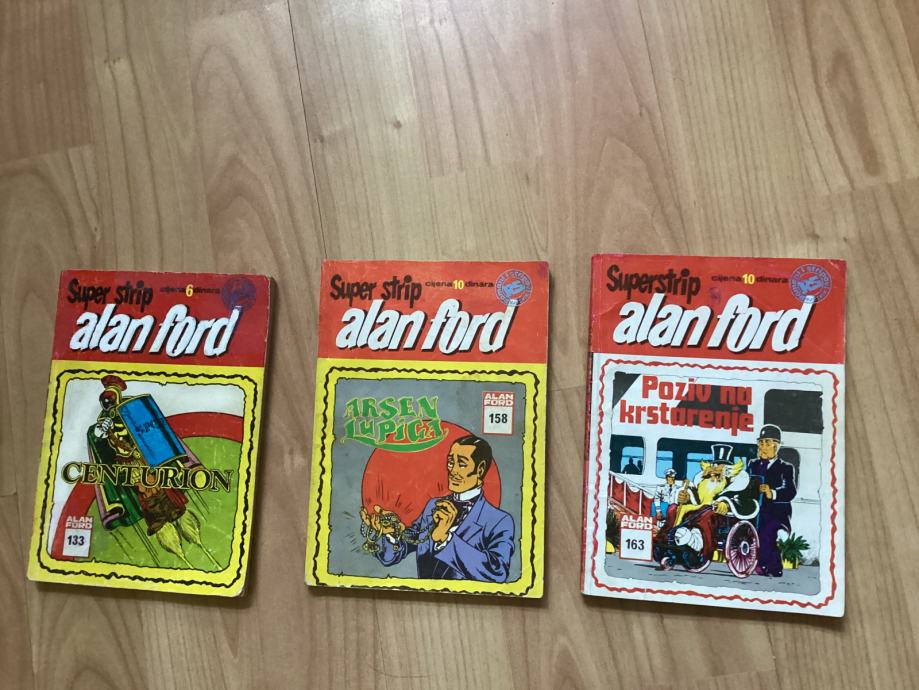 Super strip
cijena 6 dinara
alan ford
CENTURION
ALAN
FORD
133
Super strip
cijena 10 dinara
alan ford
ARSEN
LUPIGA
ALAN
FORD
158
Superstrip
cijena 10 dinara
alan ford
Poziv na
krstarenje
ALAN
FORD
163